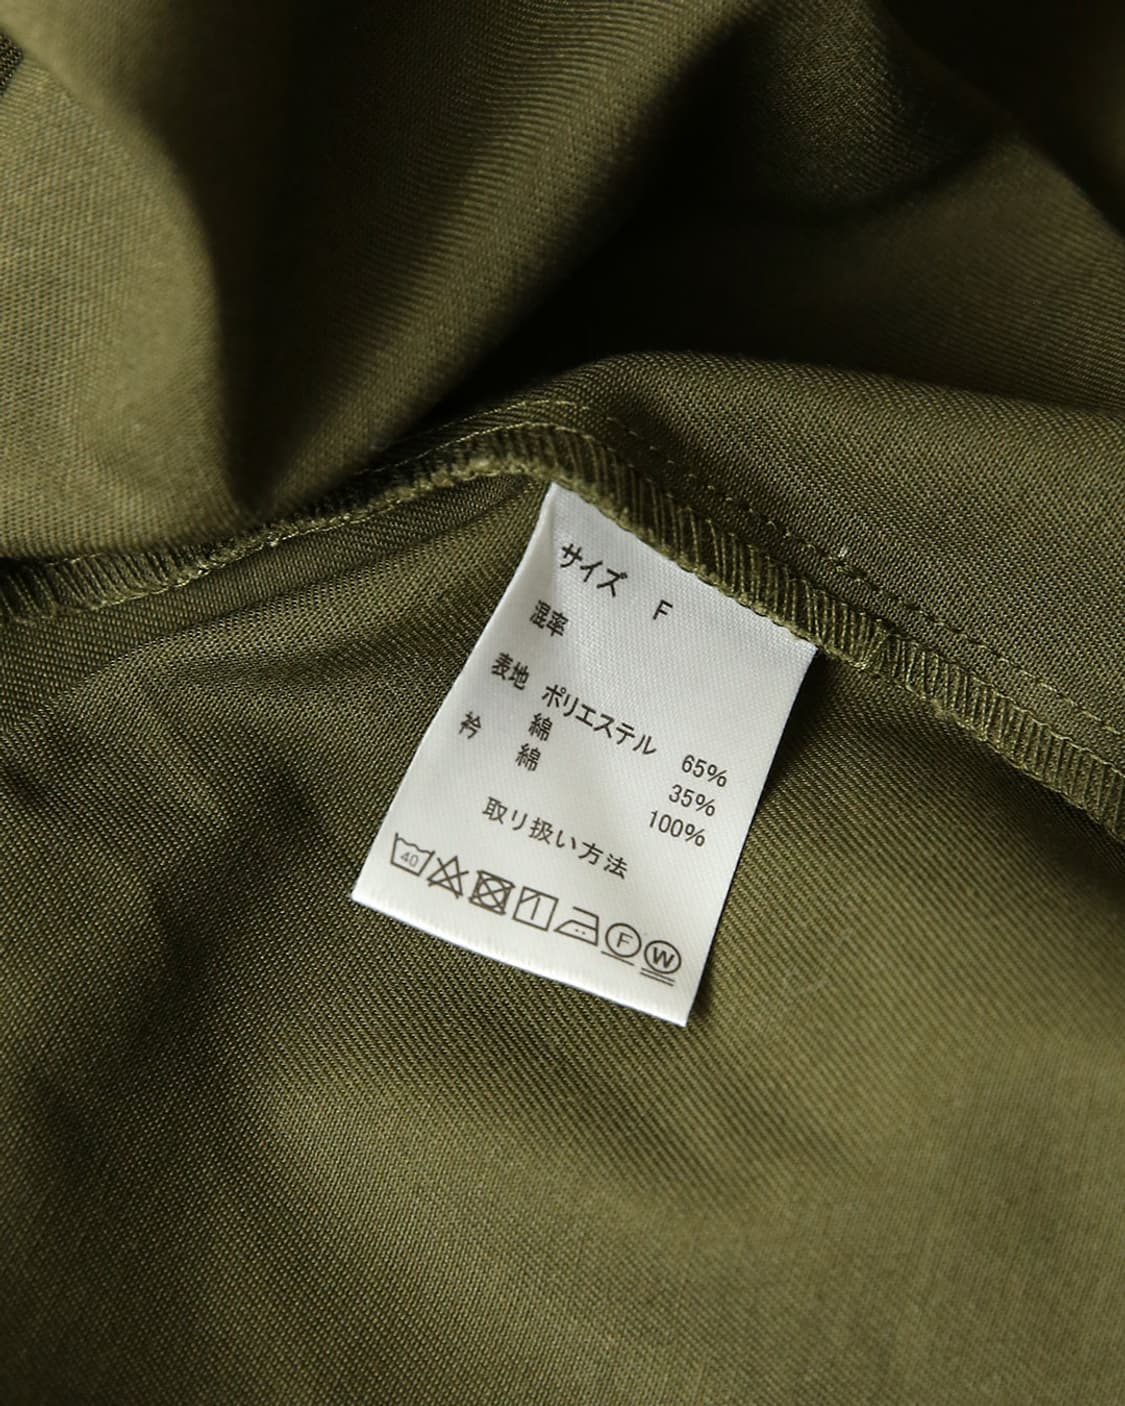 サイズ F
混率
表地 ポリエステル 65%
綿 35%
衿 綿 100%
取り扱い方法
40
F W